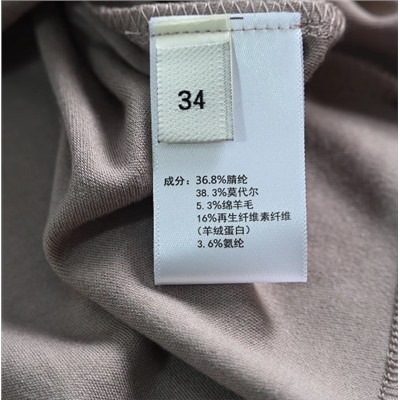 34
成分：36.8%腈纶
38.3%莫代尔
5.3%绵羊毛
16%再生纤维素纤维
（羊绒蛋白）
3.6%氨纶